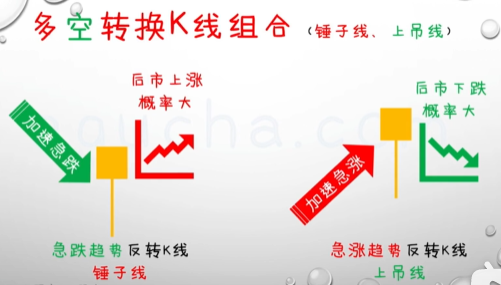 多空转换K线组合（锤子线、上吊线）
后市上涨
概率大
加速急跌
急跌趋势反转K线
锤子线
后市下跌
概率大
加速急涨
急涨趋势反转K线
上吊线